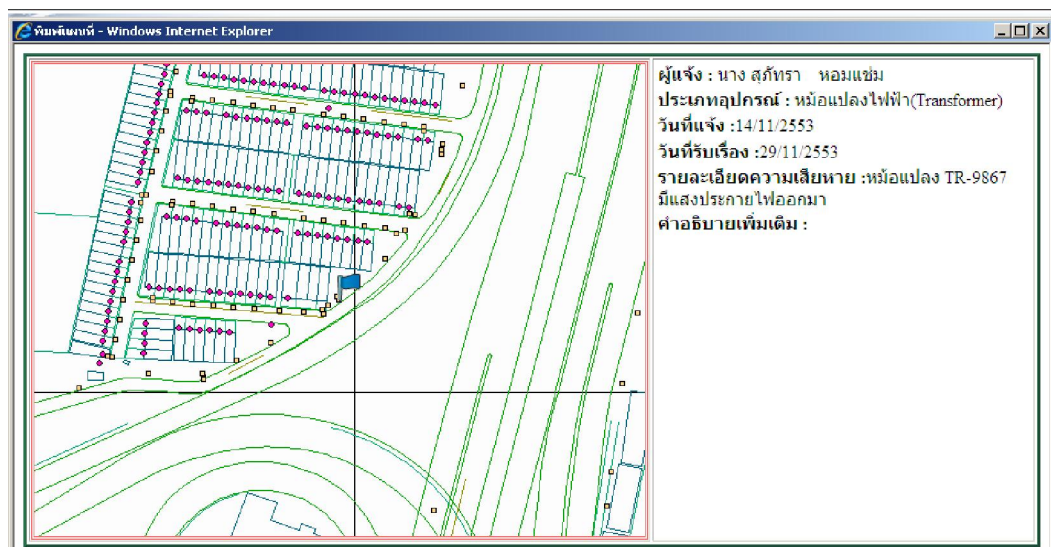 พิมพ์แผนที่ - Windows Internet Explorer
ผู้แจ้ง : นาง สุภัทรา หอมแช่ม
ประเภทอุปกรณ์ : หม้อแปลงไฟฟ้า(Transformer)
วันที่แจ้ง :14/11/2553
วันที่รับเรื่อง :29/11/2553
รายละเอียดความเสียหาย :หม้อแปลง TR-9867
มีแสงประกายไฟออกมา
คำอธิบายเพิ่มเติม :